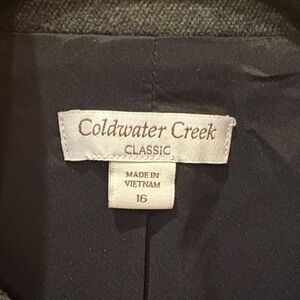 Coldwater Creek
CLASSIC
MADE IN
VIETNAM
16